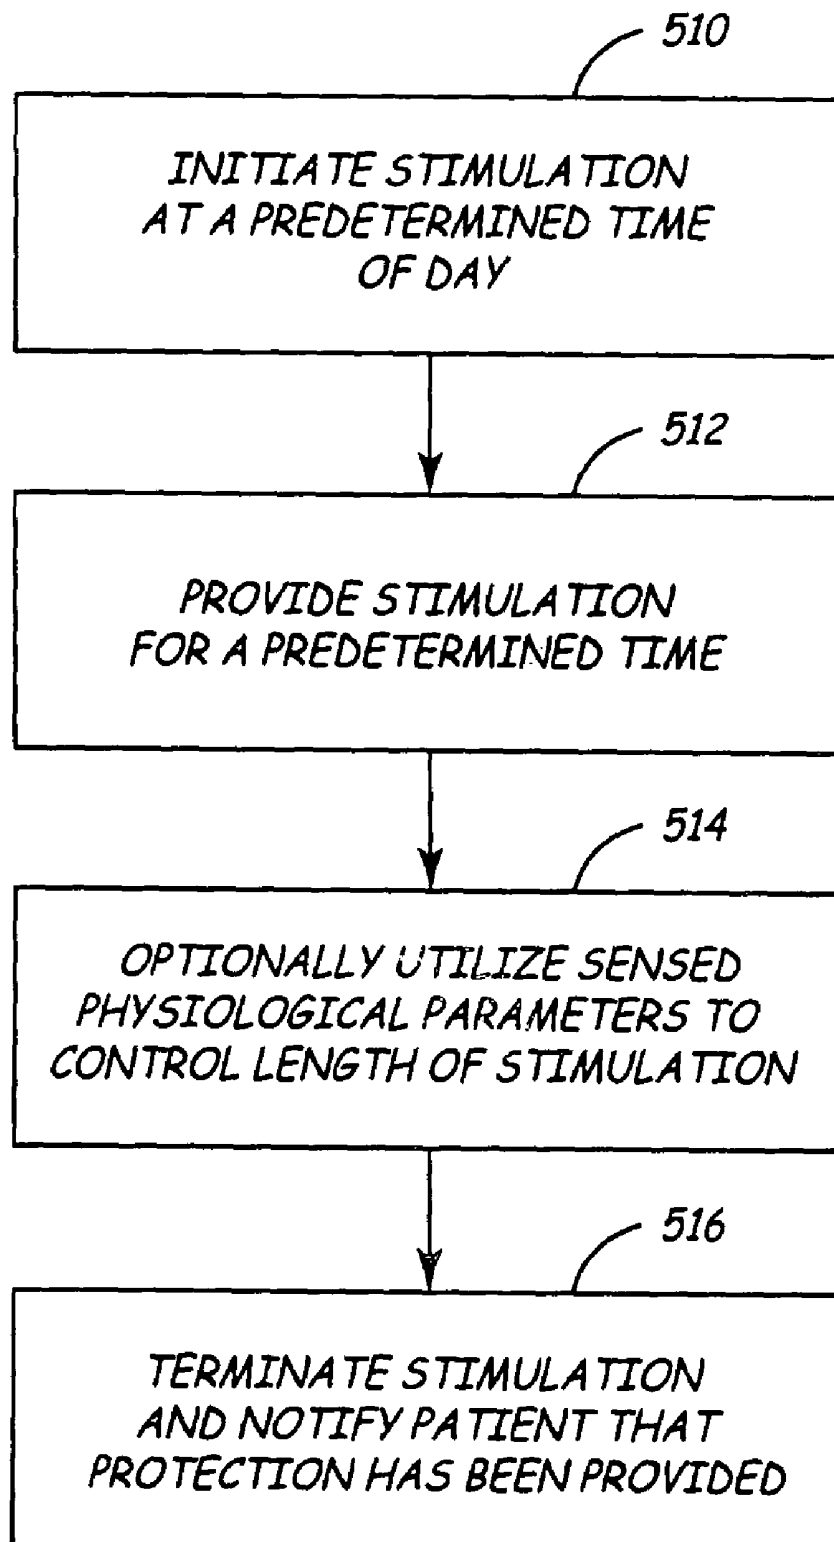 510
INITIATE STIMULATION
AT A PREDETERMINED TIME
OF DAY
512
PROVIDE STIMULATION
FOR A PREDETERMINED TIME
514
OPTIONALLY UTILIZE SENSED
PHYSIOLOGICAL PARAMETERS TO
CONTROL LENGTH OF STIMULATION
516
TERMINATE STIMULATION
AND NOTIFY PATIENT THAT
PROTECTION HAS BEEN PROVIDED